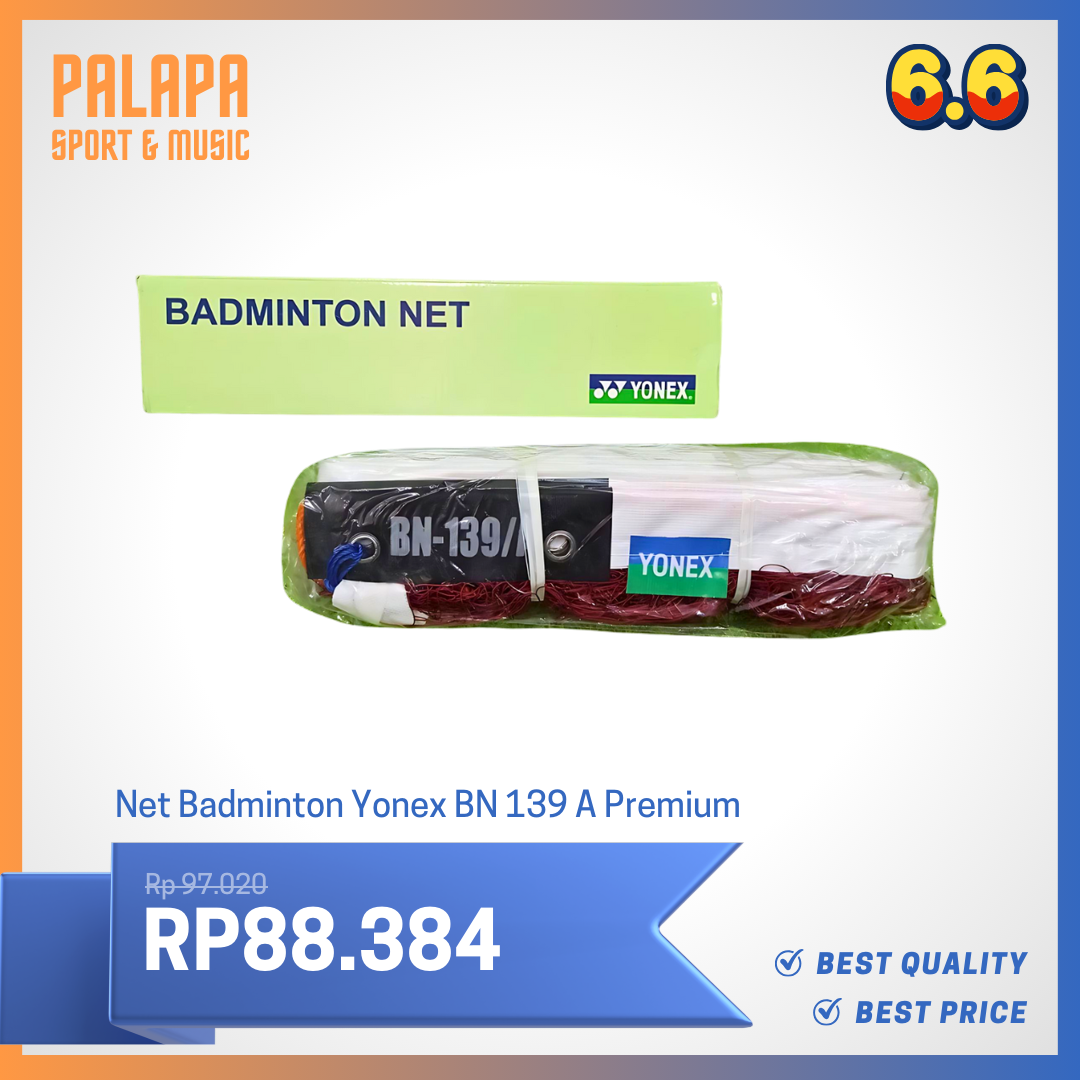 PALAPA
SPORT & MUSIC
6.6
BADMINTON NET
YONEX
BN-139/
YONEX
Net Badminton Yonex BN 139 A Premium
Rp 97.020
RP88.384
BEST QUALITY
BEST PRICE